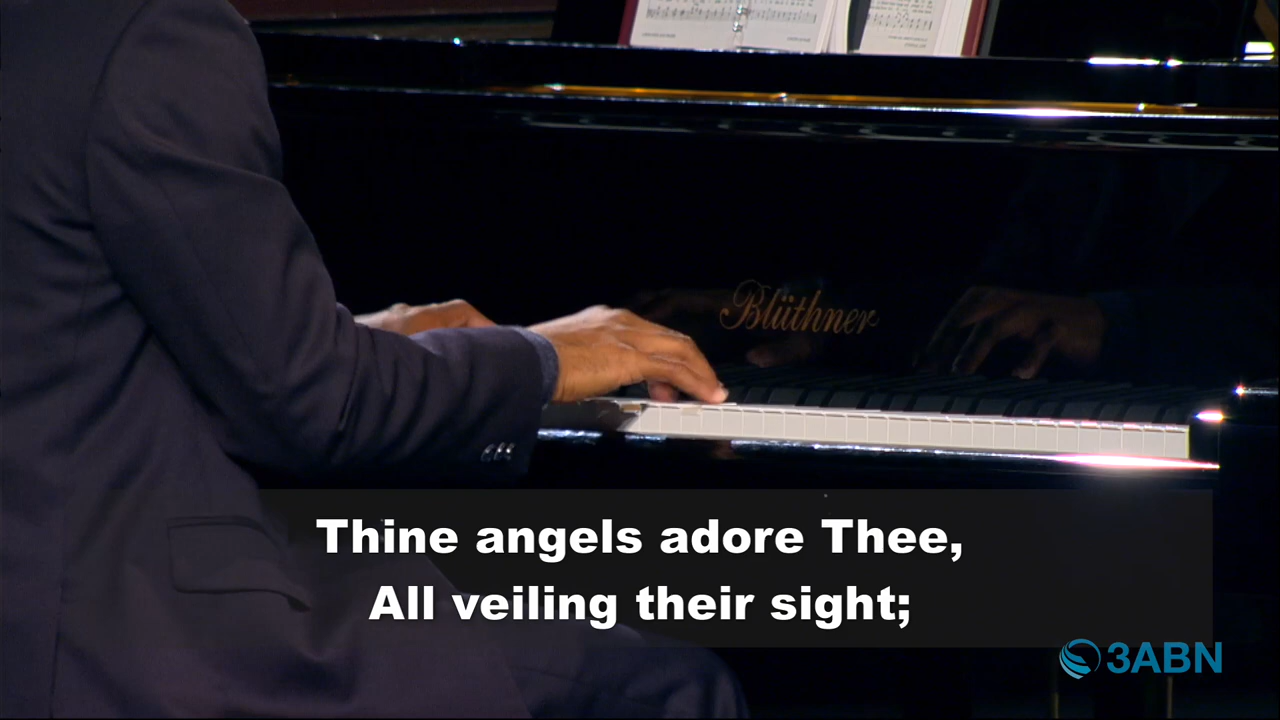 Blüthner
Thine angels adore Thee,
All veiling their sight;
3ABN